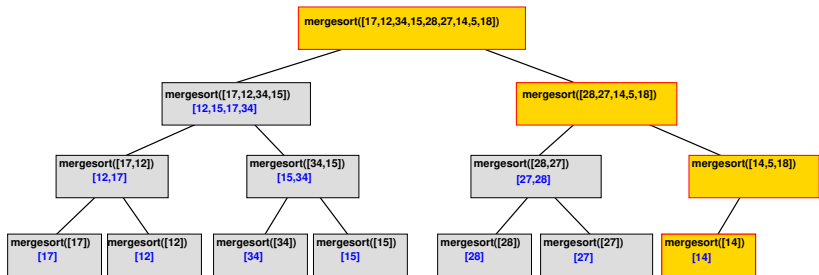 mergesort([17,12,34,15,28,27,14,5,18])
mergesort([17,12,34,15])
[12,15,17,34]
mergesort([28,27,14,5,18])
mergesort([17,12])
[12,17]
mergesort([34,15])
[15,34]
mergesort([28,27])
[27,28]
mergesort([14,5,18])
mergesort([17])
[17]
mergesort([12])
[12]
mergesort([34])
[34]
mergesort([15])
[15]
mergesort([28])
[28]
mergesort([27])
[27]
mergesort([14])
[14]